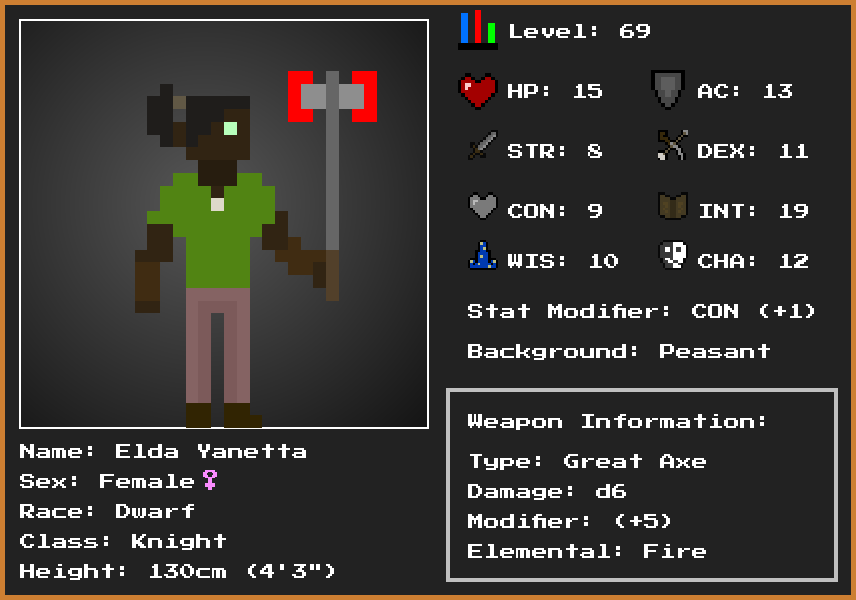 Level: 69
HP: 15 AC: 13
STR: 8 DEX: 11
CON: 9 INT: 19
WIS: 10 CHA: 12
Stat Modifier: CON (+1)
Background: Peasant
Weapon Information:
Type: Great Axe
Damage: d6
Modifier: (+5)
Elemental: Fire
Name: Elda Yanetta
Sex: Female♀
Race: Dwarf
Class: Knight
Height: 130cm (4'3")